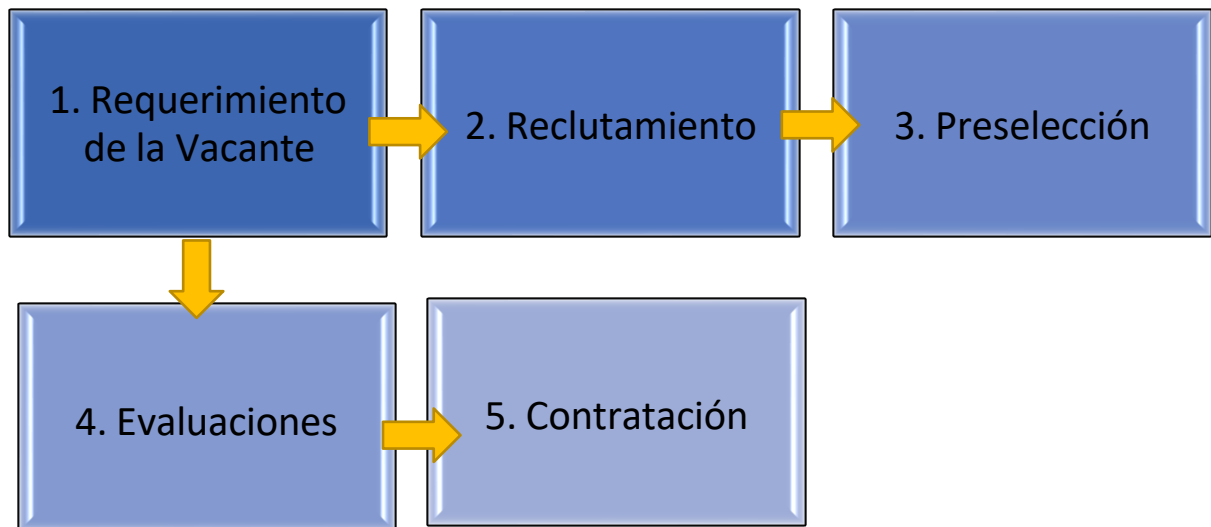 1. Requerimiento
de la Vacante
2. Reclutamiento
3. Preselección
4. Evaluaciones
5. Contratación